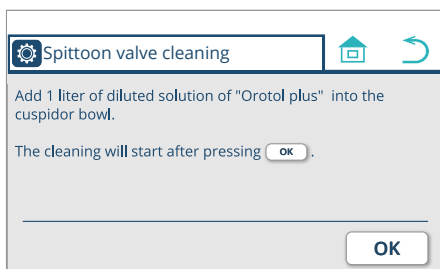 Spittoon valve cleaning
Add 1 liter of diluted solution of "Orotol plus" into the
cuspidor bowl.
The cleaning will start after pressing OK .
OK